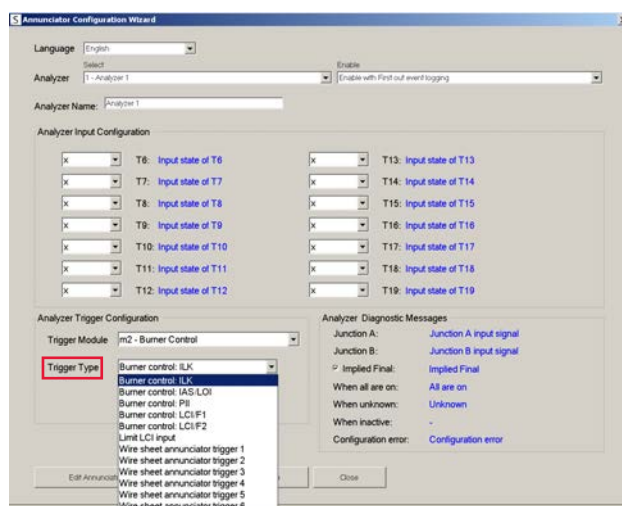 S Annunciator Configuration Wizard
Language English
Select
Enable
Analyzer 1 - Analyzer 1 Enable with First out event logging
Analyzer Name: Analyzer 1
Analyzer Input Configuration
x T6: Input state of T6 x T13: Input state of T13
x T7: Input state of T7 x T14: Input state of T14
x T8: Input state of T8 x T15: Input state of T15
x T9: Input state of T9 x T16: Input state of T16
x T10: Input state of T10 x T17: Input state of T17
x T11: Input state of T11 x T18: Input state of T18
x T12: Input state of T12 x T19: Input state of T19
Analyzer Trigger Configuration
Trigger Module m2 - Burner Control
Trigger Type Burner control: ILK
Burner control: ILK
Burner control: IAS/LOI
Burner control: PII
Burner control: LCI/F1
Burner control: LCI/F2
Limit LCI input
Wire sheet annunciator trigger 1
Wire sheet annunciator trigger 2
Wire sheet annunciator trigger 3
Wire sheet annunciator trigger 4
Wire sheet annunciator trigger 5
Wire sheet annunciator trigger 6
Analyzer Diagnostic Messages
Junction A: Junction A input signal
Junction B: Junction B input signal
Implied Final: Implied Final
When all are on: All are on
When unknown: Unknown
When inactive: -
Configuration error: Configuration error
Edit Annunciat
Close